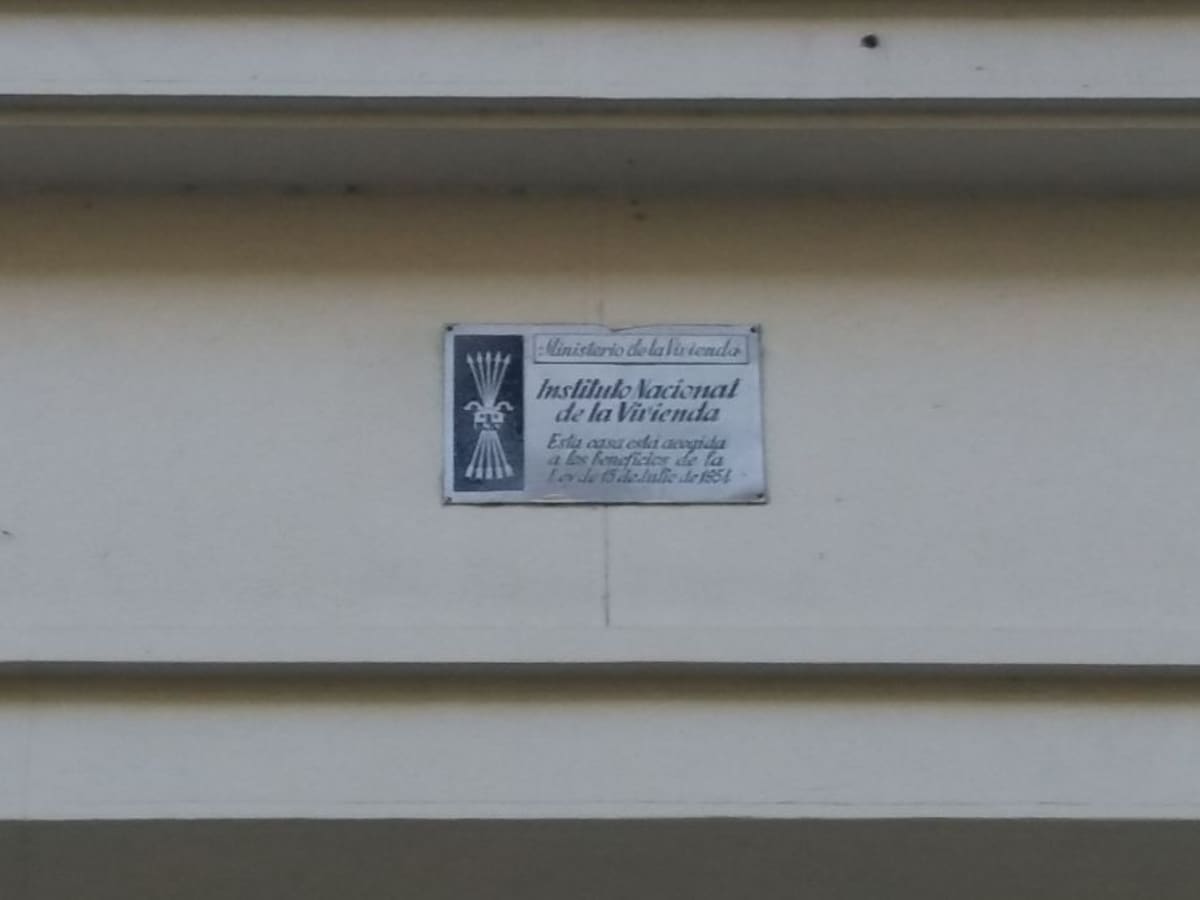 Ministerio de la Vivienda
Instituto Nacional
de la Vivienda
Esta casa está acogida
a los beneficios de la
Ley de 15 de Julio de 1954